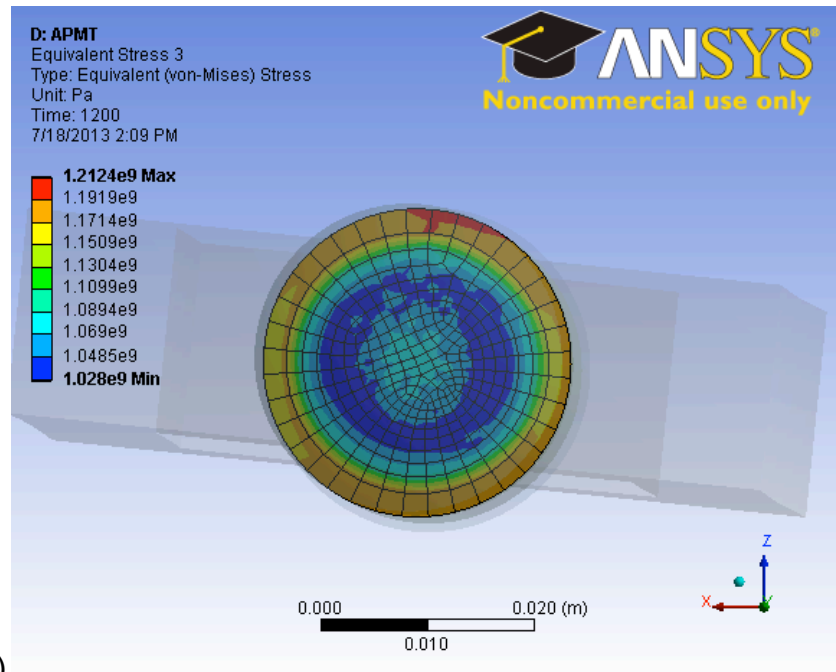 D: APMT
Equivalent Stress 3
Type: Equivalent (von-Mises) Stress
Unit: Pa
Time: 1200
7/18/2013 2:09 PM
ANSYS
Noncommercial use only
1.2124e9 Max
1.1919e9
1.1714e9
1.1509e9
1.1304e9
1.1099e9
1.0894e9
1.069e9
1.0485e9
1.028e9 Min
Z
X
Y
0.000 0.020 (m)
0.010
)